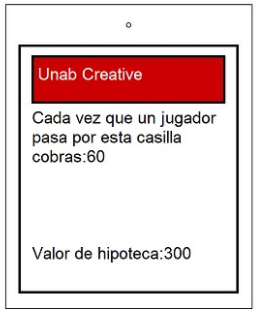 Unab Creative
Cada vez que un jugador
pasa por esta casilla
cobras:60
Valor de hipoteca:300